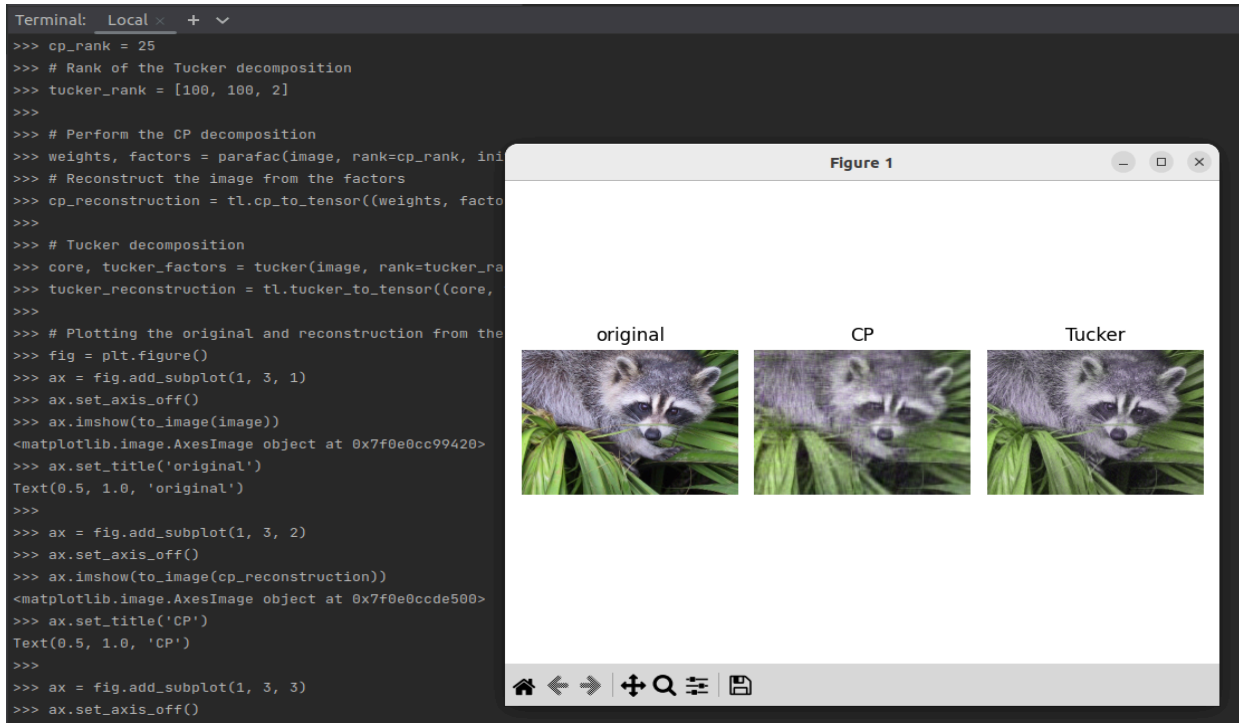 Terminal: Local × +
>>> cp_rank = 25
>>> # Rank of the Tucker decomposition
>>> tucker_rank = [100, 100, 2]
>>>
>>> # Perform the CP decomposition
>>> weights, factors = parafac(image, rank=cp_rank, ini
>>> # Reconstruct the image from the factors
>>> cp_reconstruction = tl.cp_to_tensor((weights, facto
>>>
>>> # Tucker decomposition
>>> core, tucker_factors = tucker(image, rank=tucker_ra
>>> tucker_reconstruction = tl.tucker_to_tensor((core,
>>>
>>> # Plotting the original and reconstruction from the
>>> fig = plt.figure()
>>> ax = fig.add_subplot(1, 3, 1)
>>> ax.set_axis_off()
>>> ax.imshow(to_image(image))
<matplotlib.image.AxesImage object at 0x7f0e0cc99420>
>>> ax.set_title('original')
Text(0.5, 1.0, 'original')
>>>
>>> ax = fig.add_subplot(1, 3, 2)
>>> ax.set_axis_off()
>>> ax.imshow(to_image(cp_reconstruction))
<matplotlib.image.AxesImage object at 0x7f0e0ccde500>
>>> ax.set_title('CP')
Text(0.5, 1.0, 'CP')
>>>
>>> ax = fig.add_subplot(1, 3, 3)
>>> ax.set_axis_off()
Figure 1
original CP Tucker